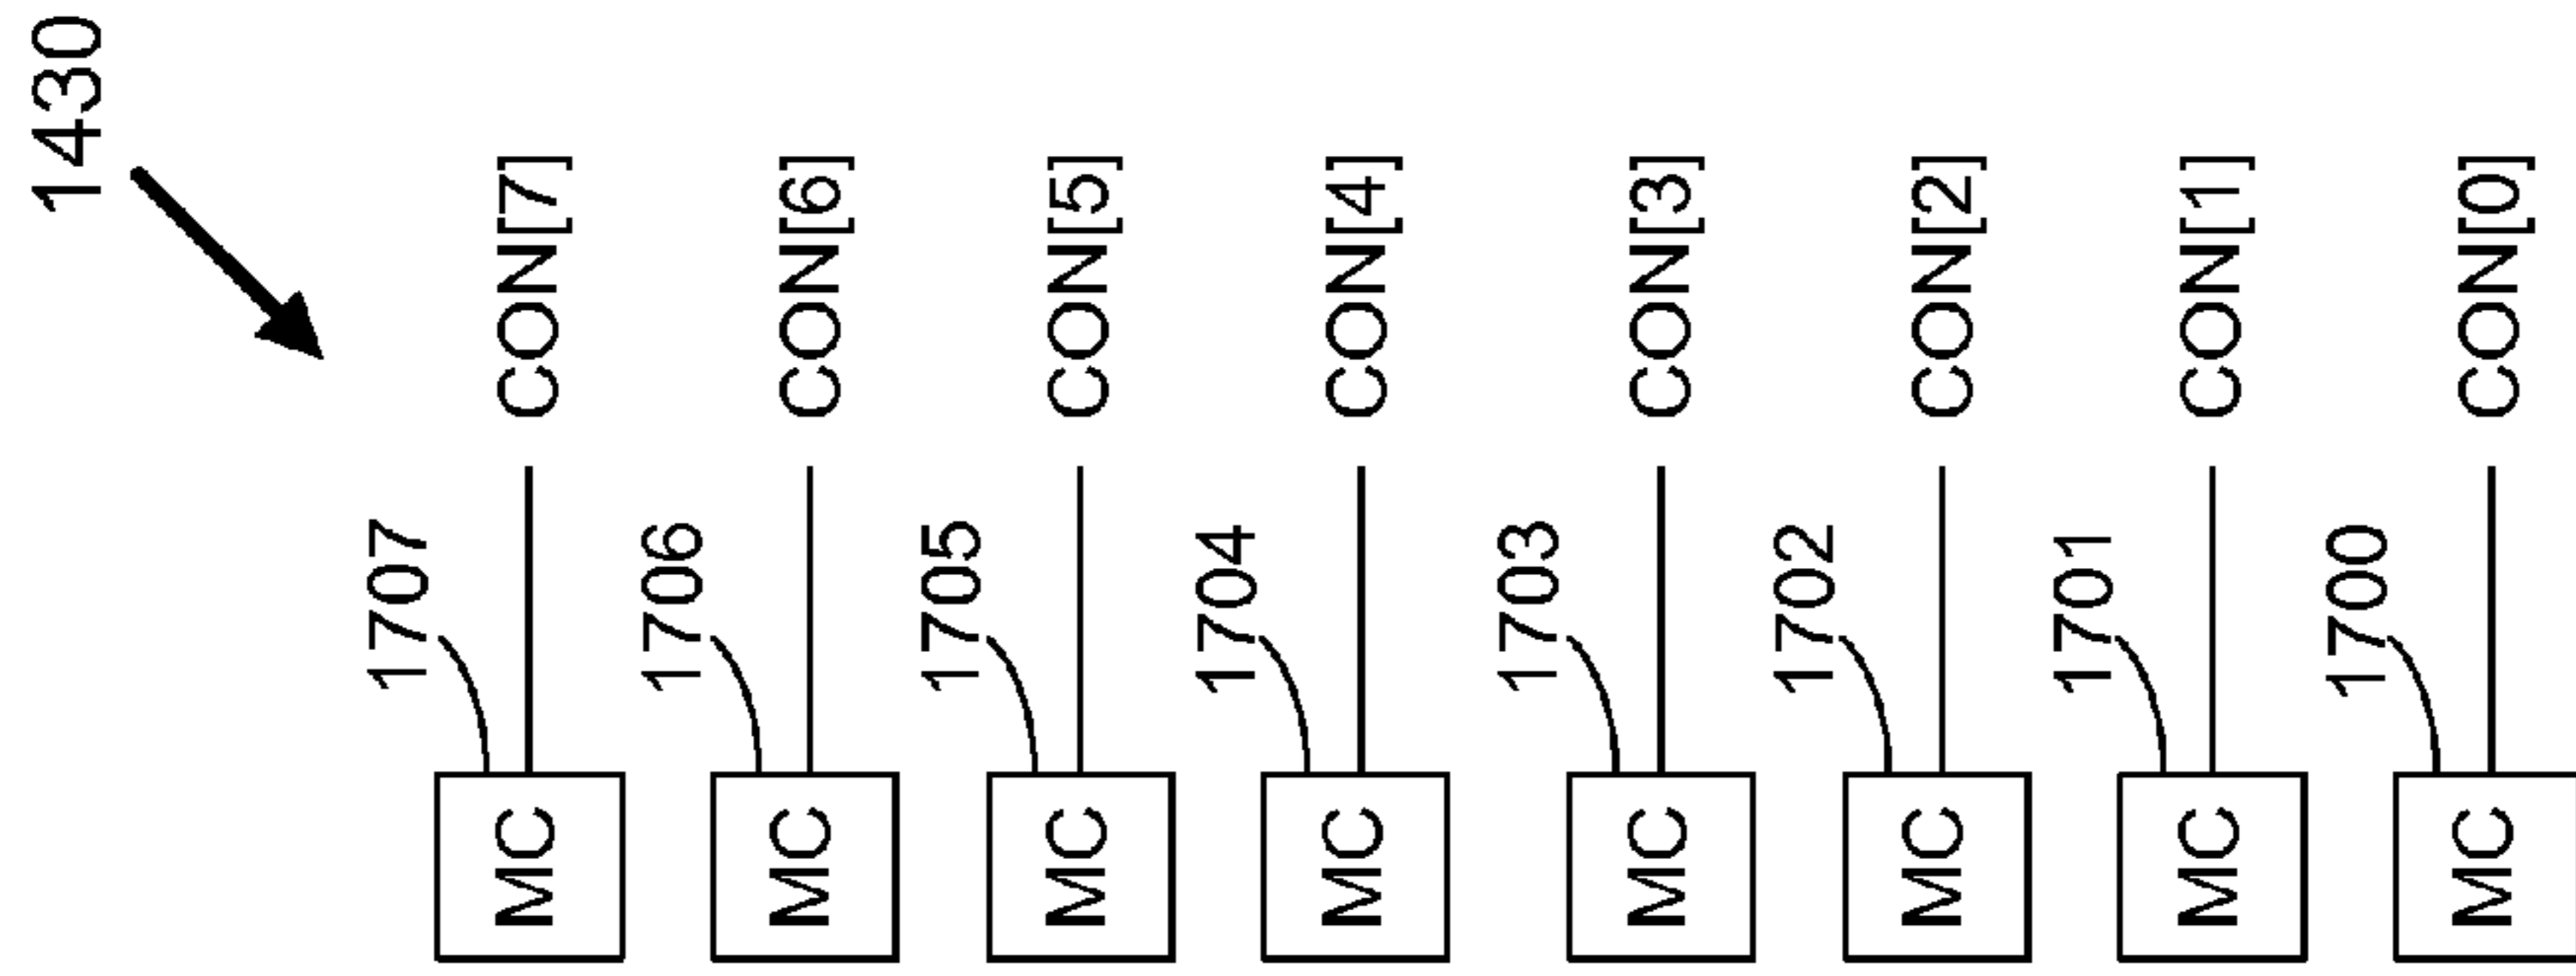 1430
1707
MC CON[7]
1706
MC CON[6]
1705
MC CON[5]
1704
MC CON[4]
1703
MC CON[3]
1702
MC CON[2]
1701
MC CON[1]
1700
MC CON[0]